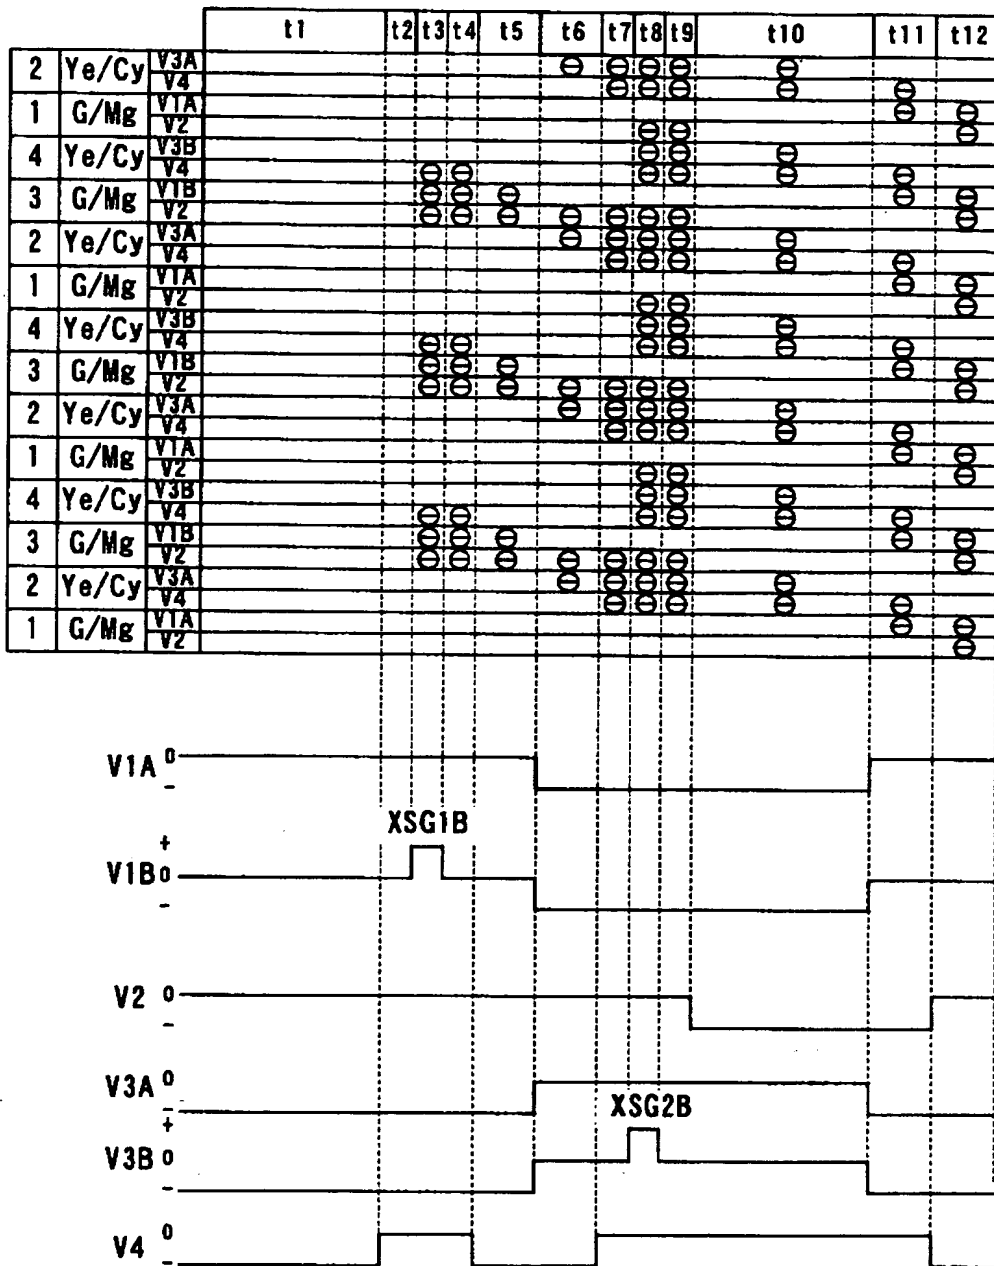 t1 t2 t3 t4 t5 t6 t7 t8 t9 t10 t11 t12
2 Ye/Cy V3A
V4
1 G/Mg V1A
V2
4 Ye/Cy V3B
V4
3 G/Mg V1B
V2
2 Ye/Cy V3A
V4
1 G/Mg V1A
V2
4 Ye/Cy V3B
V4
3 G/Mg V1B
V2
2 Ye/Cy V3A
V4
1 G/Mg V1A
V2
4 Ye/Cy V3B
V4
3 G/Mg V1B
V2
2 Ye/Cy V3A
V4
1 G/Mg V1A
V2
V1A 0
-
XSG1B
+
V1B 0
-
V2 0
-
V3A 0
-
XSG2B
+
V3B 0
-
V4 0
-